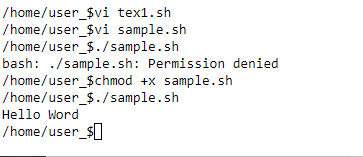 /home/user_$vi tex1.sh
/home/user_$vi sample.sh
/home/user_$./sample.sh
bash: ./sample.sh: Permission denied
/home/user_$chmod +x sample.sh
/home/user_$./sample.sh
Hello Word
/home/user_$